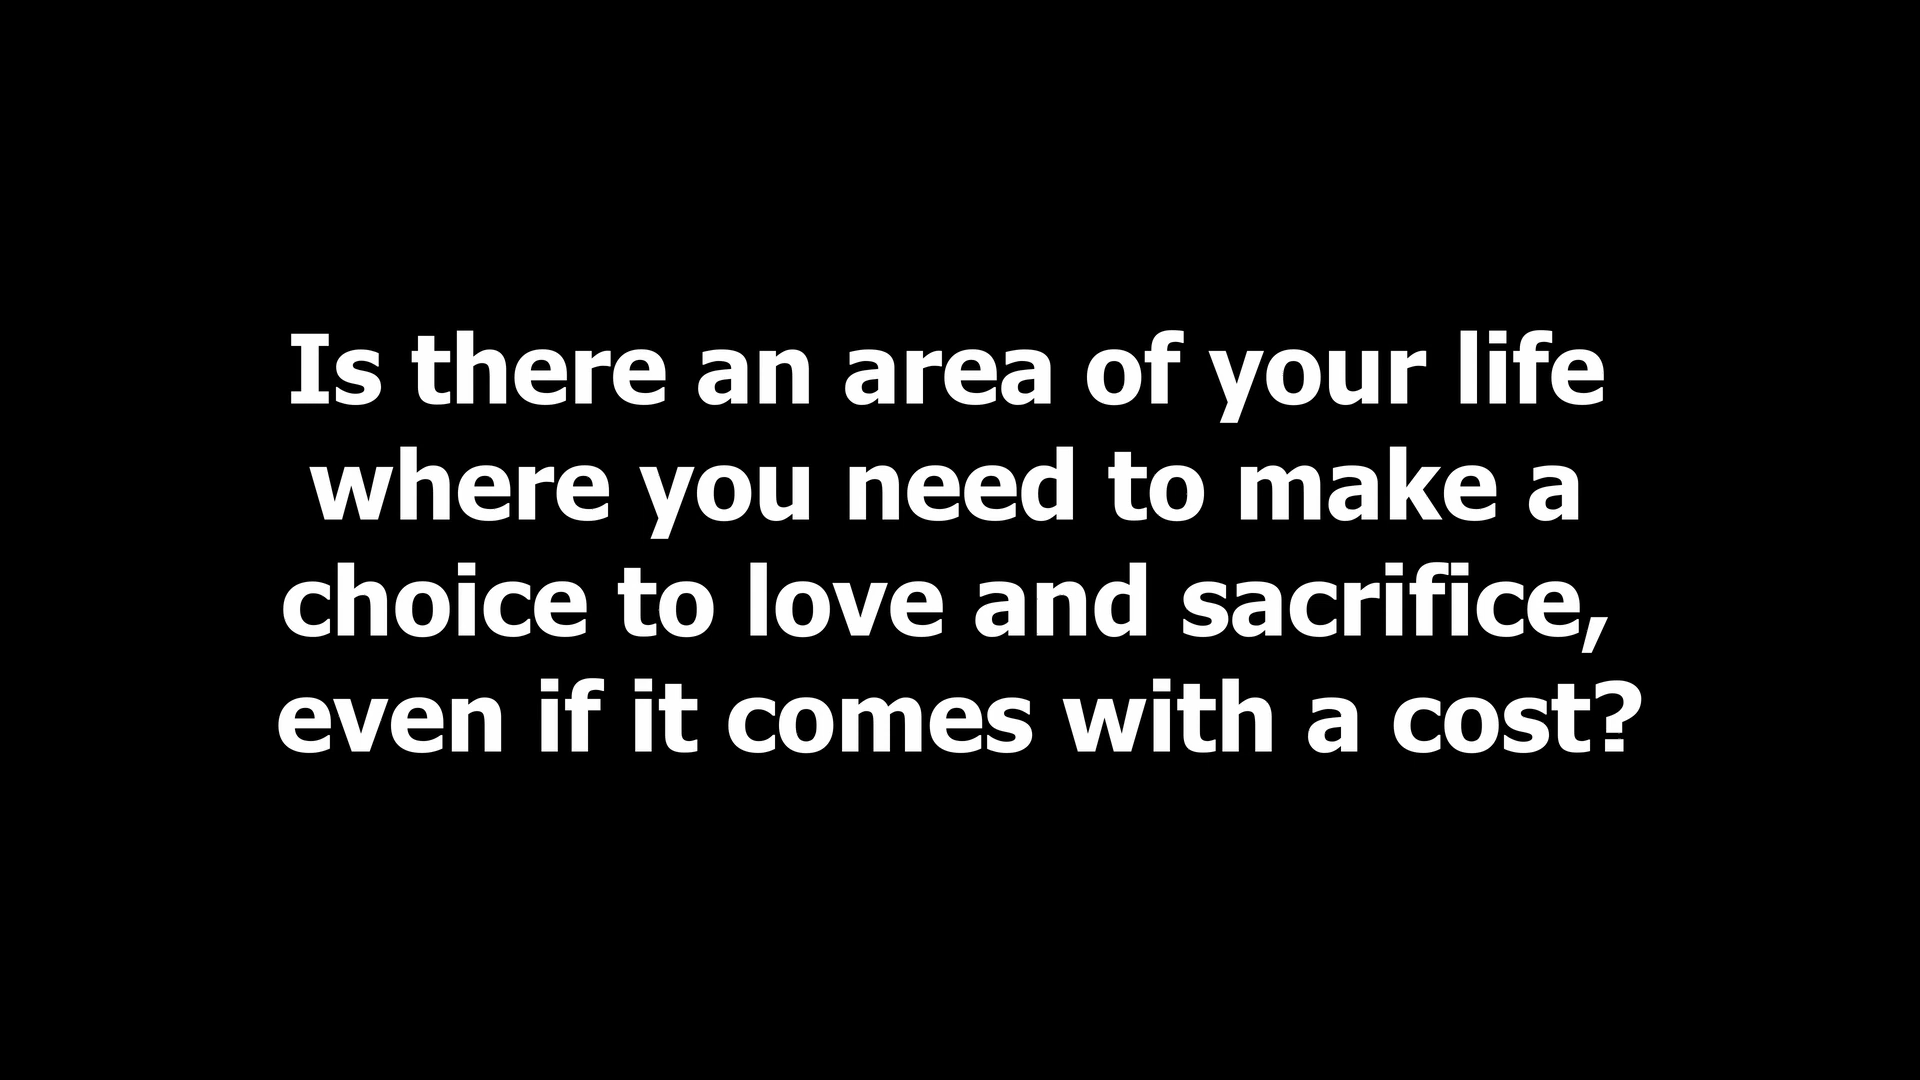 Is there an area of your life
where you need to make a
choice to love and sacrifice,
even if it comes with a cost?